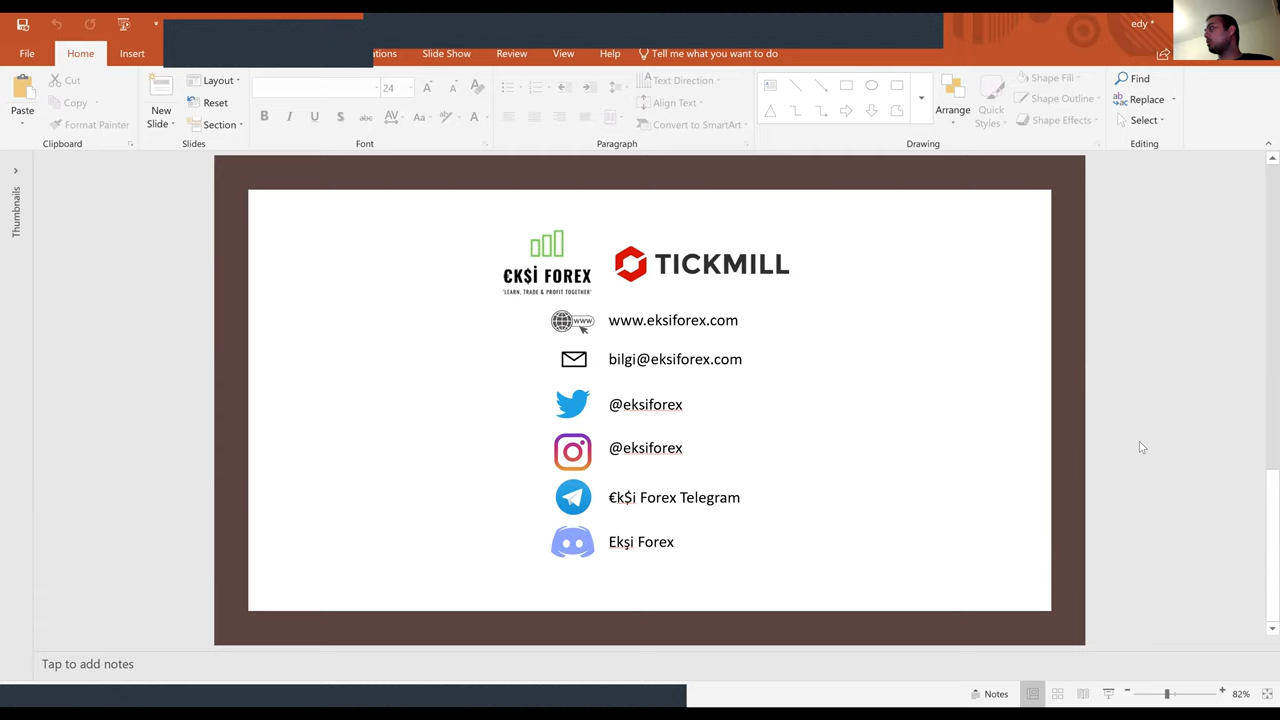 edy *
File Home Insert ations Slide Show Review View Help Tell me what you want to do
Paste
Cut
Copy
Format Painter
Clipboard
New
Slide
Layout
Reset
Section
Slides
24
B I U S abc AV Aa A
Font
Text Direction
Align Text
Convert to SmartArt
Paragraph
Arrange
Quick
Styles
Shape Fill
Shape Outline
Shape Effects
Drawing
Find
Replace
Select
Editing
Thumbnails
€K$İ FOREX
"LEARN, TRADE & PROFIT TOGETHER"
TICKMILL
www
www.eksiforex.com
bilgi@eksiforex.com
@eksiforex
@eksiforex
€k$i Forex Telegram
Ekşi Forex
Tap to add notes
Notes
82%